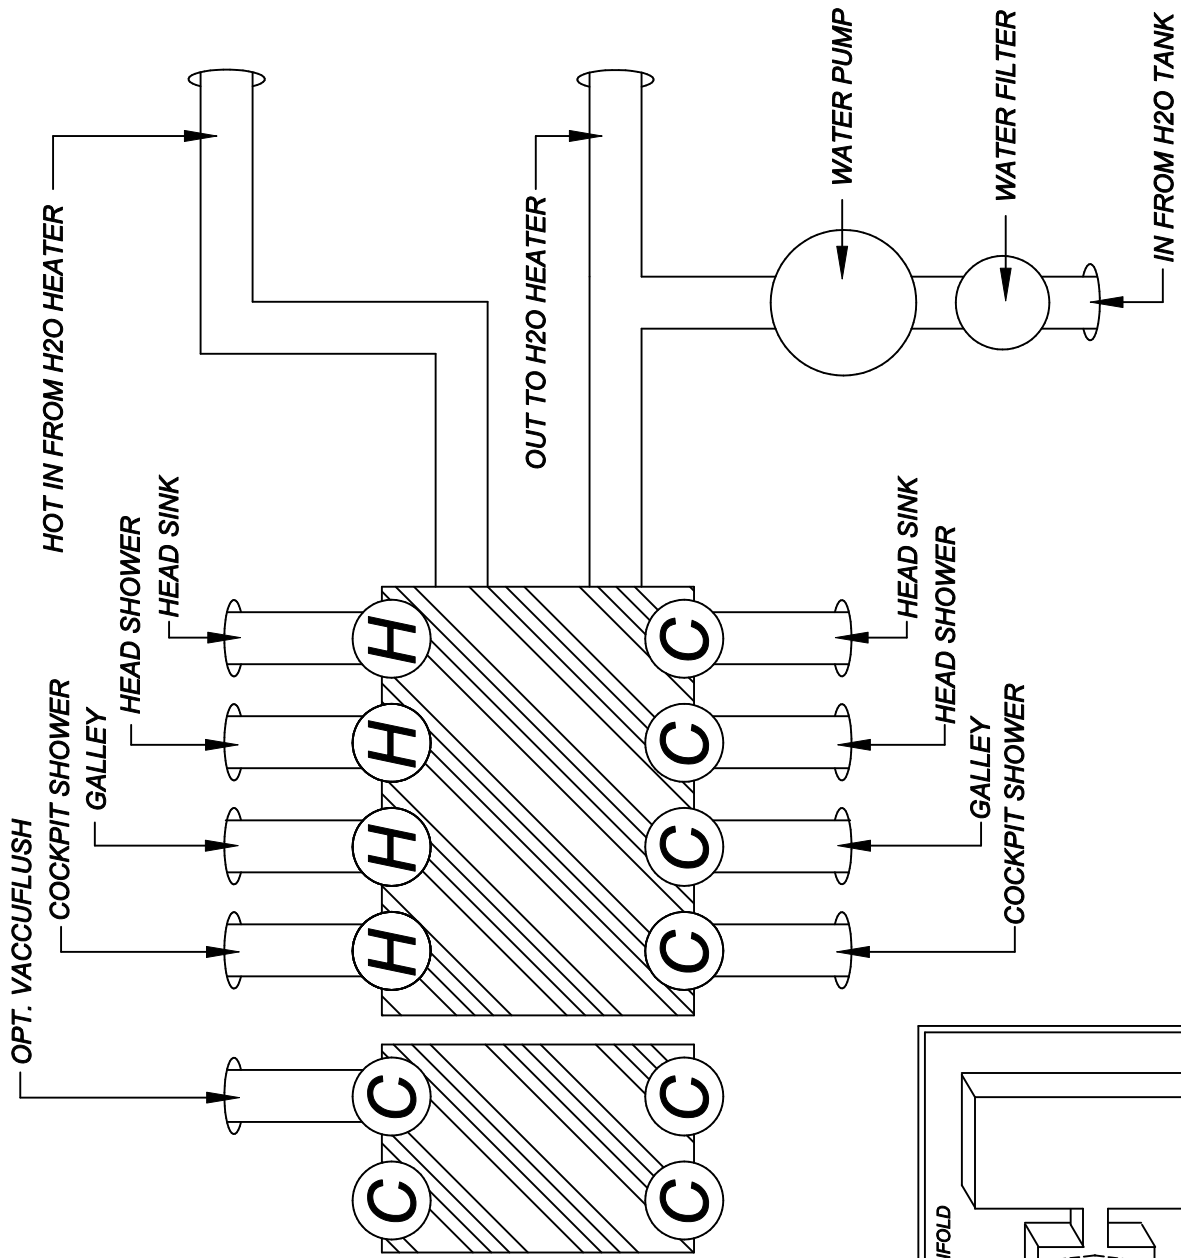 HOT IN FROM H2O HEATER
OUT TO H2O HEATER
WATER PUMP
WATER FILTER
IN FROM H2O TANK
OPT. VACCUFLUSH
COCKPIT SHOWER
GALLEY
HEAD SHOWER
HEAD SINK
H
H
H
H
C
C
C
C
HEAD SINK
HEAD SHOWER
GALLEY
COCKPIT SHOWER
C
C
C
C